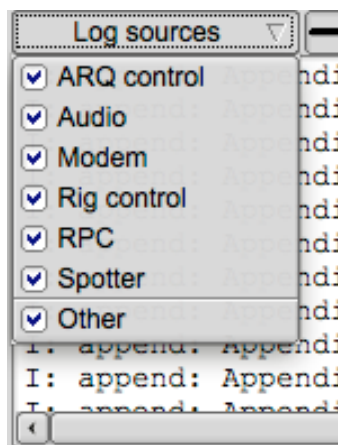 Log sources
ARQ control
Audio
Modem
Rig control
RPC
Spotter
Other
I: append: Appendi
I: append: Appendi